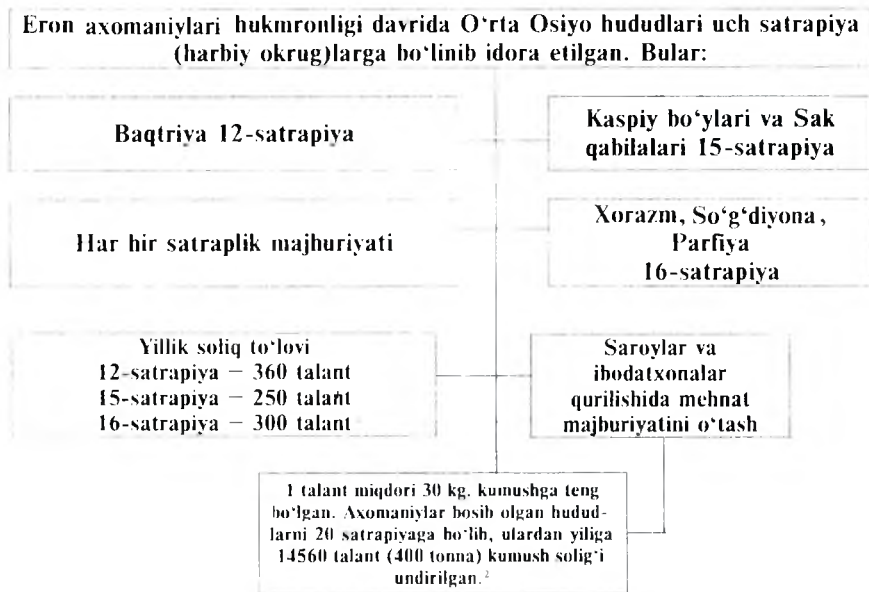 Eron axomaniylari hukmronligi davrida O‘rta Osiyo hududlari uch satrapiya
(harbiy okrug)larga bo‘linib idora etilgan. Bular:
Baqtriya 12-satrapiya
Kaspiy bo‘ylari va Sak
qabilalari 15-satrapiya
Har hir satraplik majhuriyati
Xorazm, So‘g‘diyona,
Parfiya
16-satrapiya
Yillik soliq to‘lovi
12-satrapiya — 360 talant
15-satrapiya — 250 talant
16-satrapiya — 300 talant
Saroylar va
ibodatxonalar
qurilishida mehnat
majburiyatini o‘tash
1 talant miqdori 30 kg. kumushga teng
bo‘lgan. Axomaniylar bosib olgan hudud-
larni 20 satrapiyaga bo‘lib, ulardan yiliga
14560 talant (400 tonna) kumush solig‘i
undirilgan.²